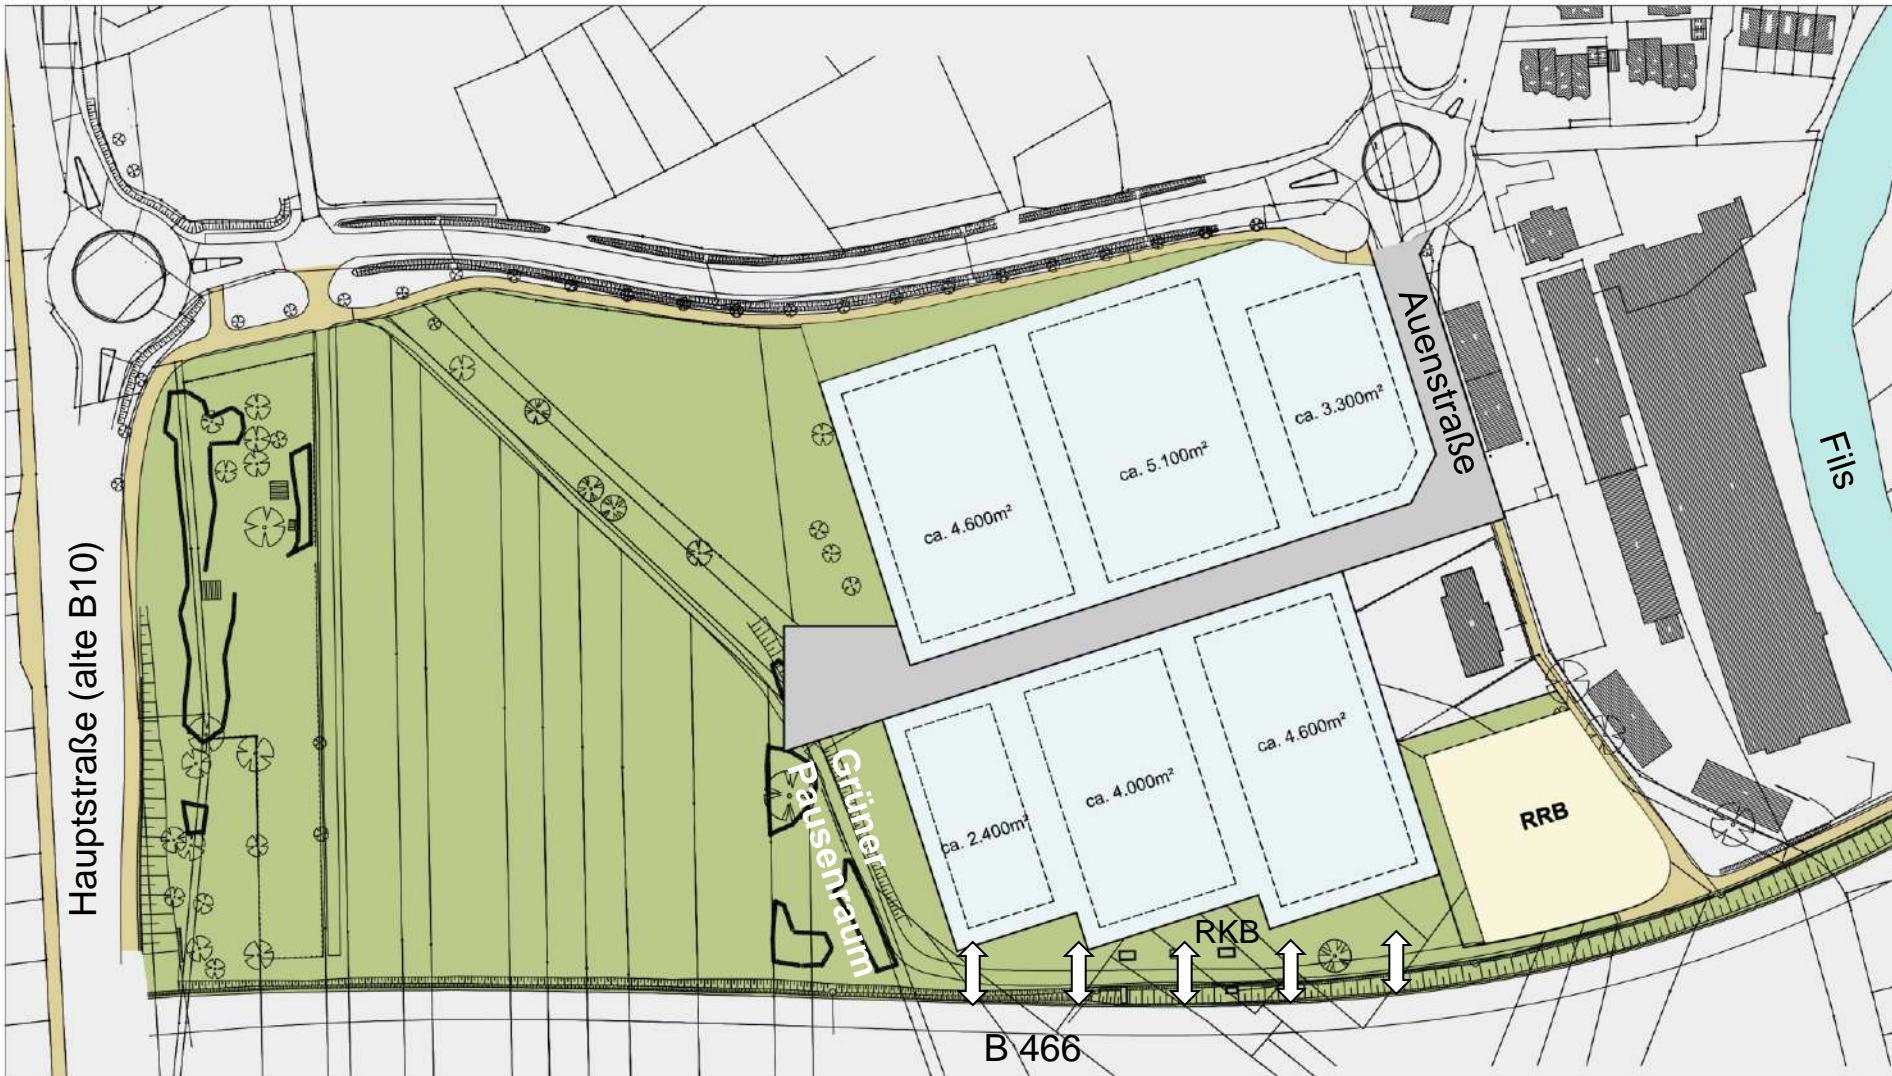 Auenstraße
ca. 3.300m²
ca. 5.100m²
ca. 4.600m²
Fils
Hauptstraße (alte B10)
ca. 4.600m²
ca. 4.000m²
ca. 2.400m²
RRB
Grüner
Pausenraum
RKB
B 466